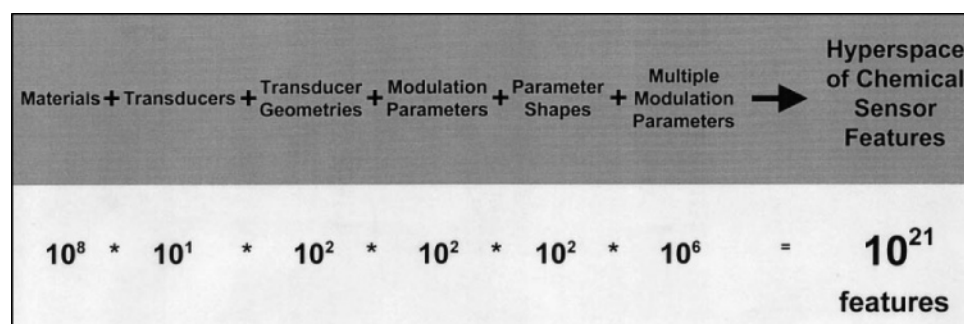 Materials + Transducers + Transducer Geometries + Modulation Parameters + Parameter Shapes + Multiple Modulation Parameters → Hyperspace of Chemical Sensor Features
10⁸ * 10¹ * 10² * 10² * 10² * 10⁶ = 10²¹ features